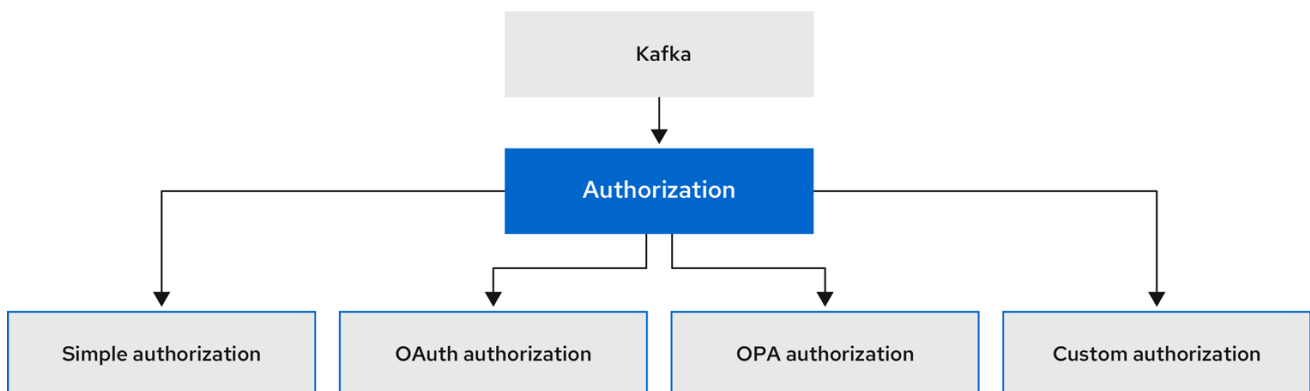 Kafka
Authorization
Simple authorization
OAuth authorization
OPA authorization
Custom authorization